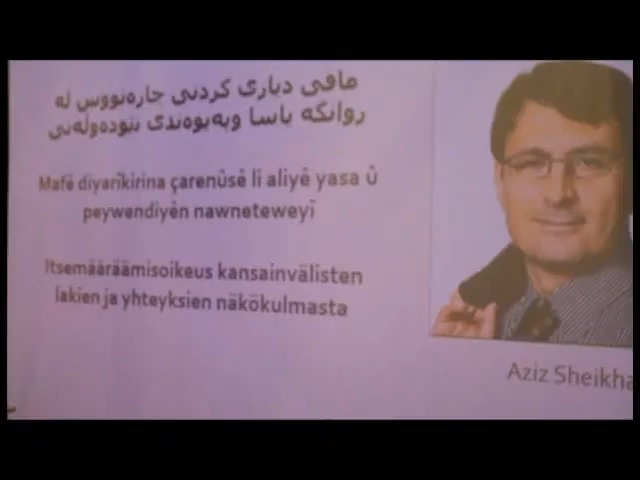 مافی دیاری کردنی چارەنووس لە
روانگە یاسا وپەیوەندی نێودەوڵەتی
Mafê diyarîkirina çarenûsê li aliyê yasa û
peywendiyên nawneteweyî
Itsemääräämisoikeus kansainvälisten
lakien ja yhteyksien näkökulmasta
Aziz Sheikha